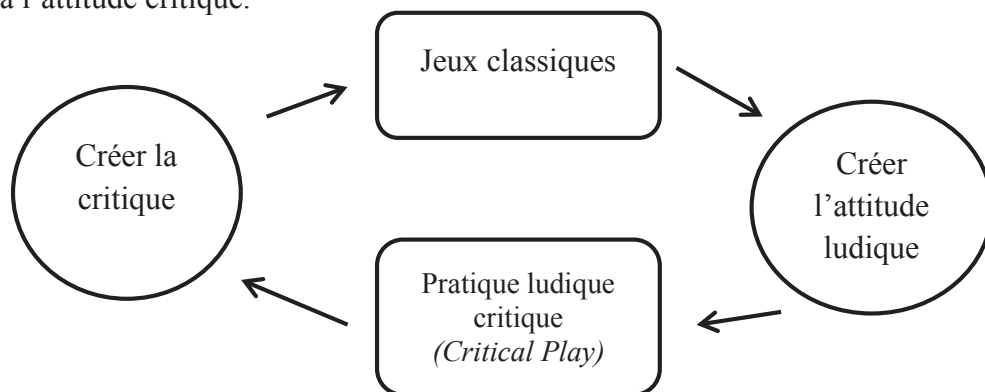 à l'attitude critique.
Jeux classiques
Créer la
critique
Créer
l'attitude
ludique
Pratique ludique
critique
(Critical Play)